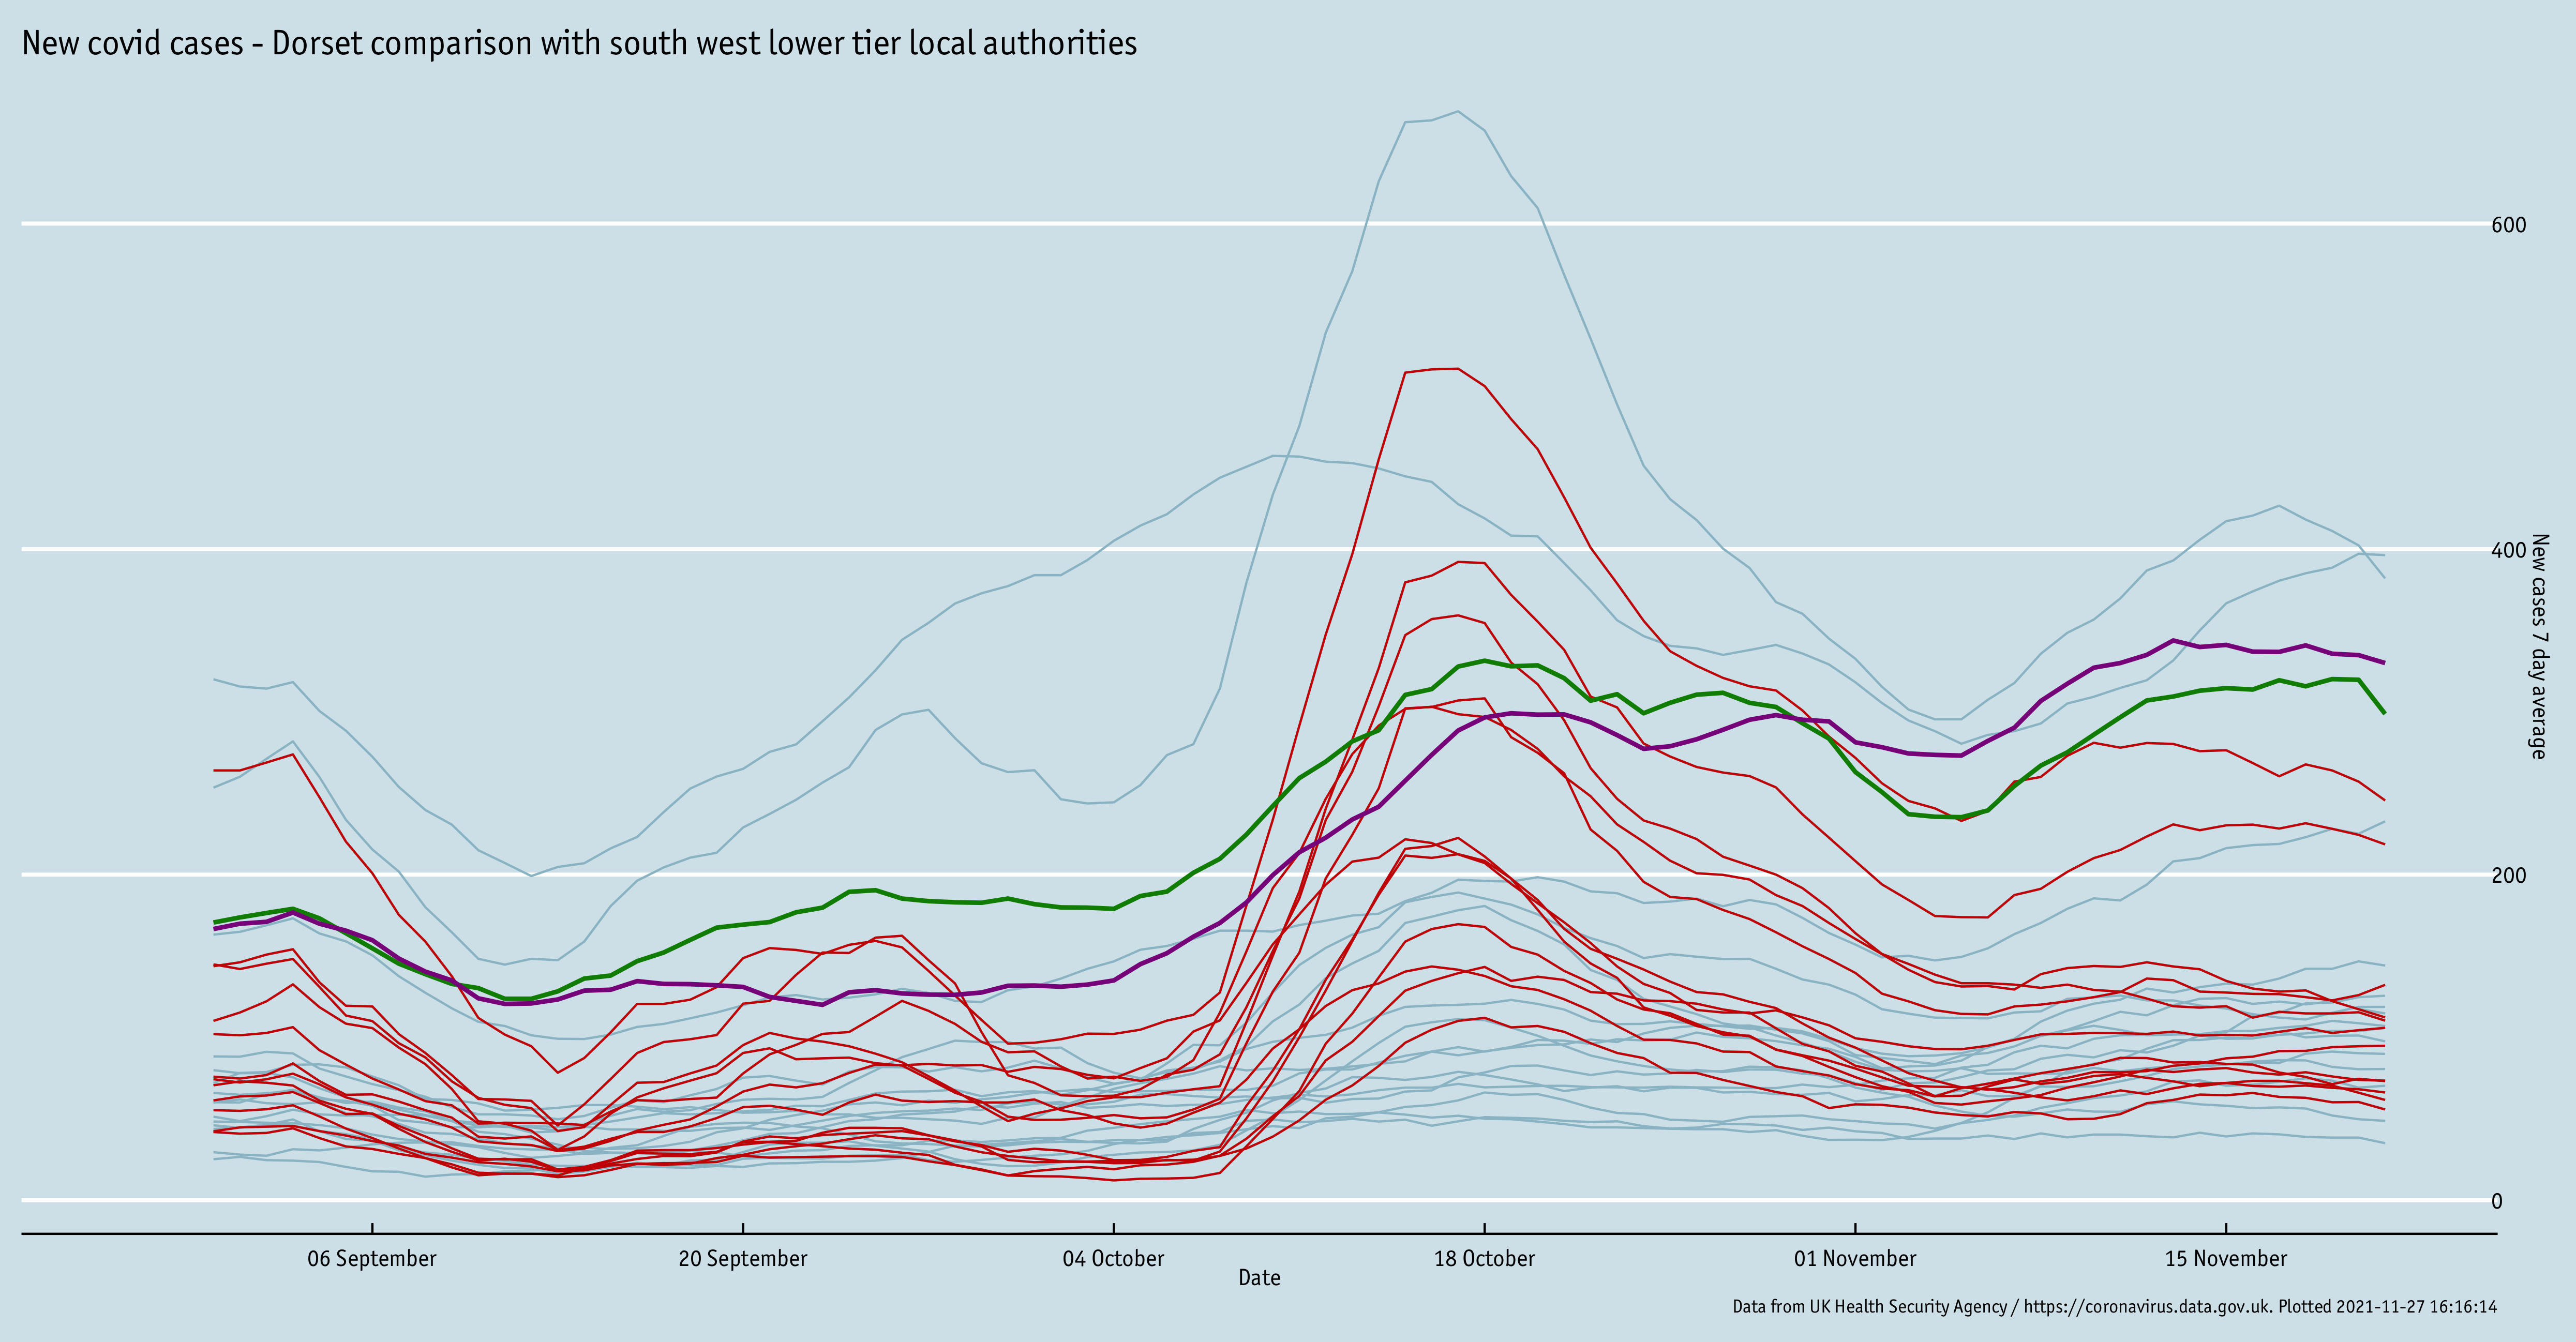 New covid cases - Dorset comparison with south west lower tier local authorities
600
400
200
0
New cases 7 day average
06 September
20 September
04 October
18 October
01 November
15 November
Date
Data from UK Health Security Agency / https://coronavirus.data.gov.uk. Plotted 2021-11-27 16:16:14